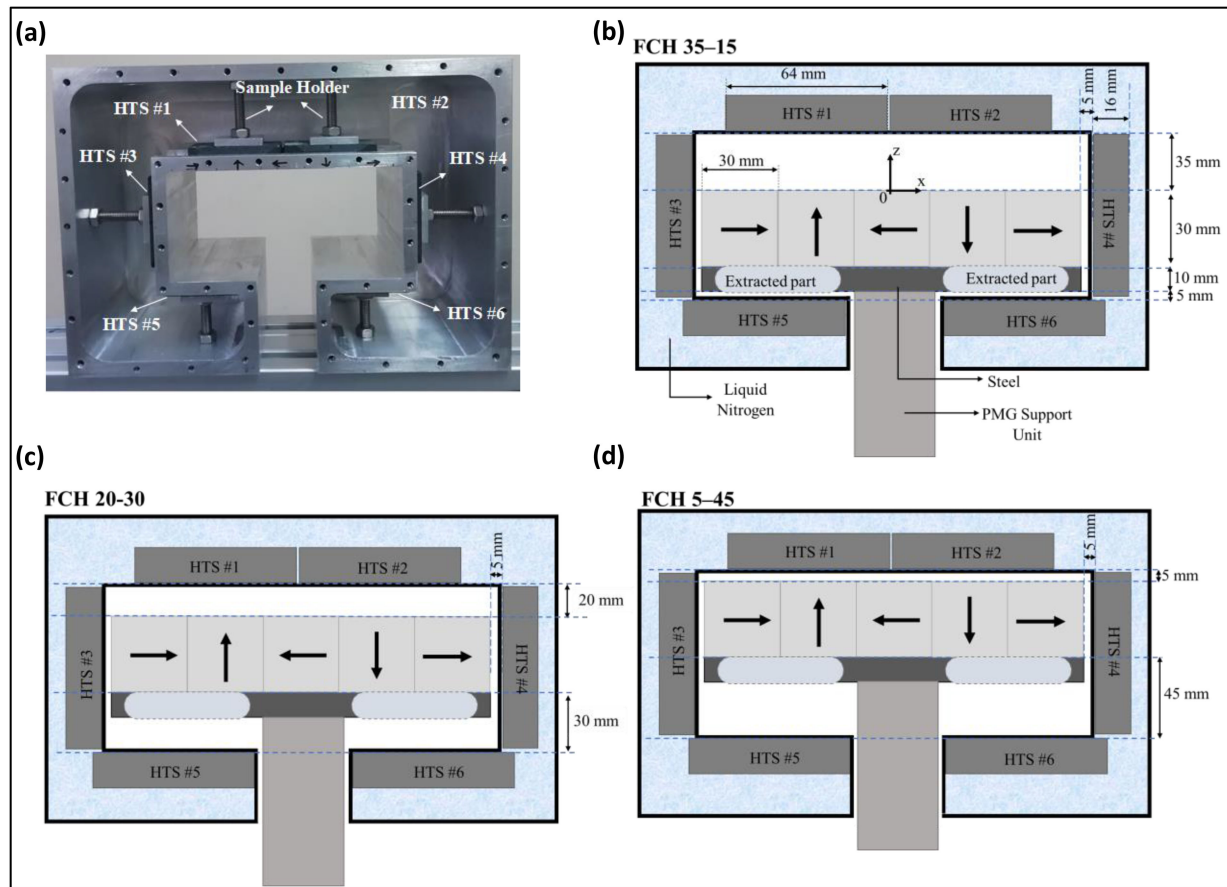 (a)
Sample Holder
HTS #1
HTS #2
HTS #3
HTS #4
HTS #5
HTS #6
(b)
FCH 35–15
64 mm
5 mm
16 mm
HTS #1
HTS #2
30 mm
35 mm
z
x
0
HTS #3
HTS #4
30 mm
Extracted part
Extracted part
10 mm
5 mm
HTS #5
HTS #6
Liquid
Nitrogen
Steel
PMG Support
Unit
(c)
FCH 20-30
HTS #1
HTS #2
5 mm
20 mm
HTS #3
HTS #4
30 mm
HTS #5
HTS #6
(d)
FCH 5–45
HTS #1
HTS #2
5 mm
5 mm
HTS #3
HTS #4
45 mm
HTS #5
HTS #6